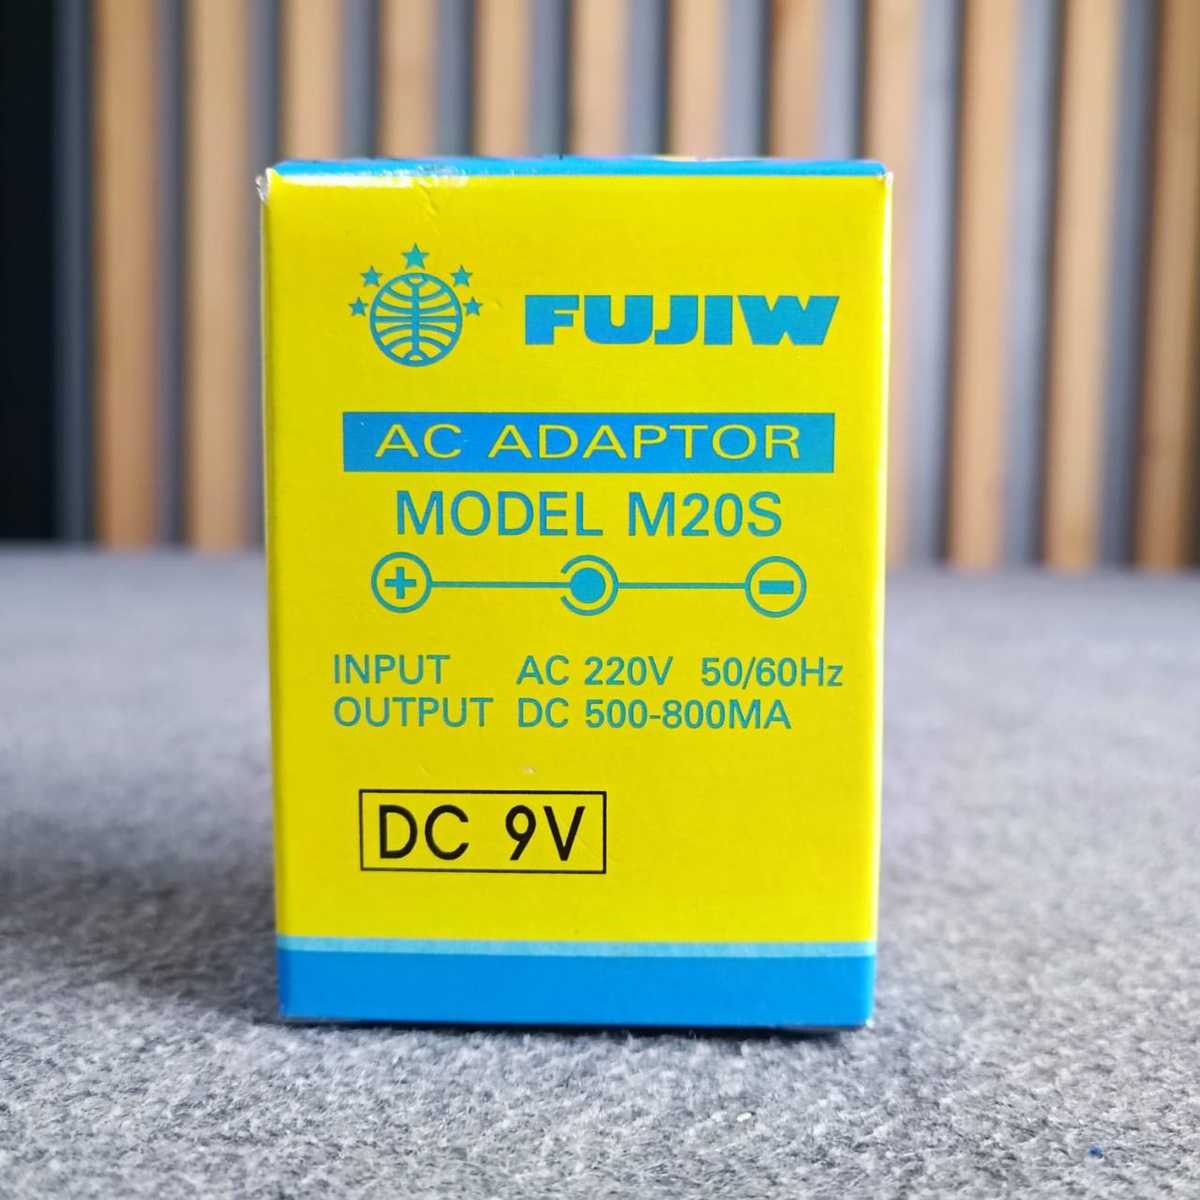 FUJIW
AC ADAPTOR
MODEL M20S
+ −
INPUT AC 220V 50/60Hz
OUTPUT DC 500-800MA
DC 9V